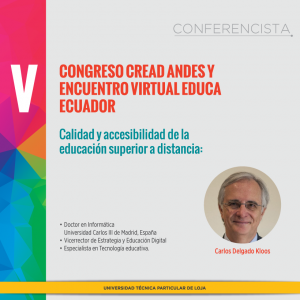 CONFERENCISTA
V
CONGRESO CREAD ANDES Y
ENCUENTRO VIRTUAL EDUCA
ECUADOR
Calidad y accesibilidad de la
educación superior a distancia:
• Doctor en Informática
Universidad Carlos III de Madrid, España
• Vicerrector de Estrategia y Educación Digital
• Especialista en Tecnología educativa.
Carlos Delgado Kloos
UNIVERSIDAD TÉCNICA PARTICULAR DE LOJA